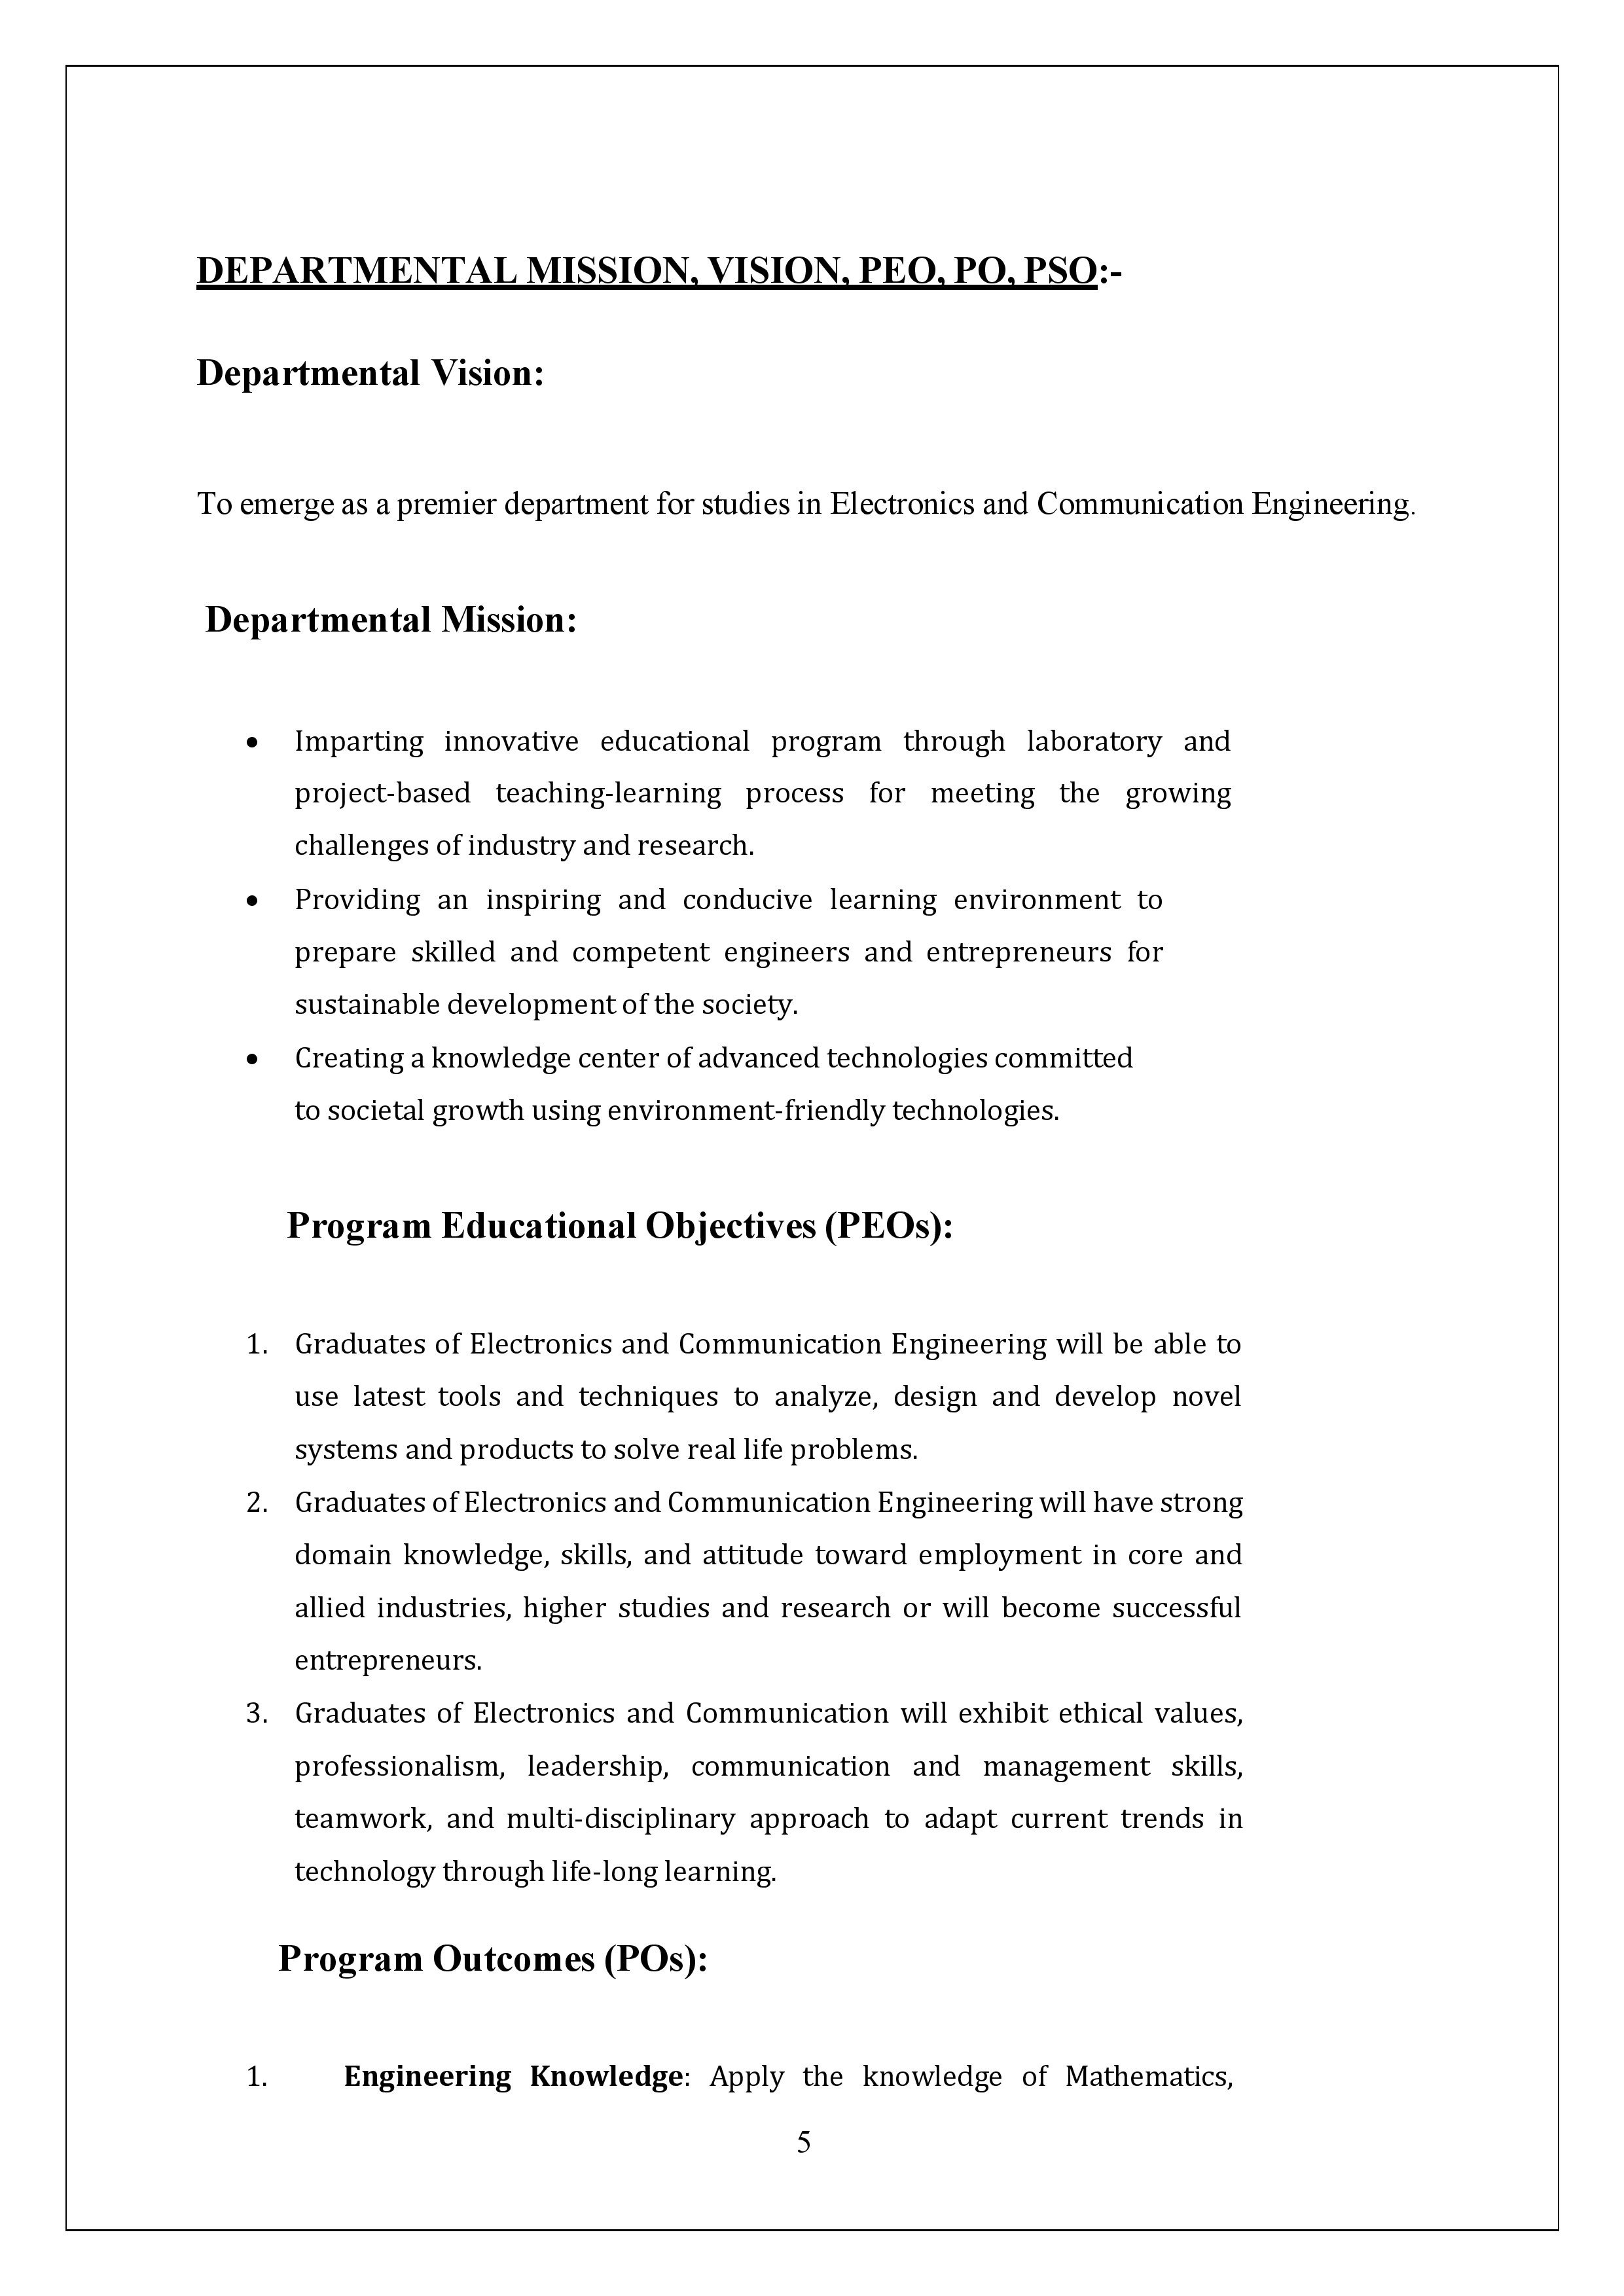 DEPARTMENTAL MISSION, VISION, PEO, PO, PSO:-
Departmental Vision:
To emerge as a premier department for studies in Electronics and Communication Engineering.
Departmental Mission:
• Imparting innovative educational program through laboratory and
project-based teaching-learning process for meeting the growing
challenges of industry and research.
• Providing an inspiring and conducive learning environment to
prepare skilled and competent engineers and entrepreneurs for
sustainable development of the society.
• Creating a knowledge center of advanced technologies committed
to societal growth using environment-friendly technologies.
Program Educational Objectives (PEOs):
1. Graduates of Electronics and Communication Engineering will be able to
use latest tools and techniques to analyze, design and develop novel
systems and products to solve real life problems.
2. Graduates of Electronics and Communication Engineering will have strong
domain knowledge, skills, and attitude toward employment in core and
allied industries, higher studies and research or will become successful
entrepreneurs.
3. Graduates of Electronics and Communication will exhibit ethical values,
professionalism, leadership, communication and management skills,
teamwork, and multi-disciplinary approach to adapt current trends in
technology through life-long learning.
Program Outcomes (POs):
1. Engineering Knowledge: Apply the knowledge of Mathematics,
5